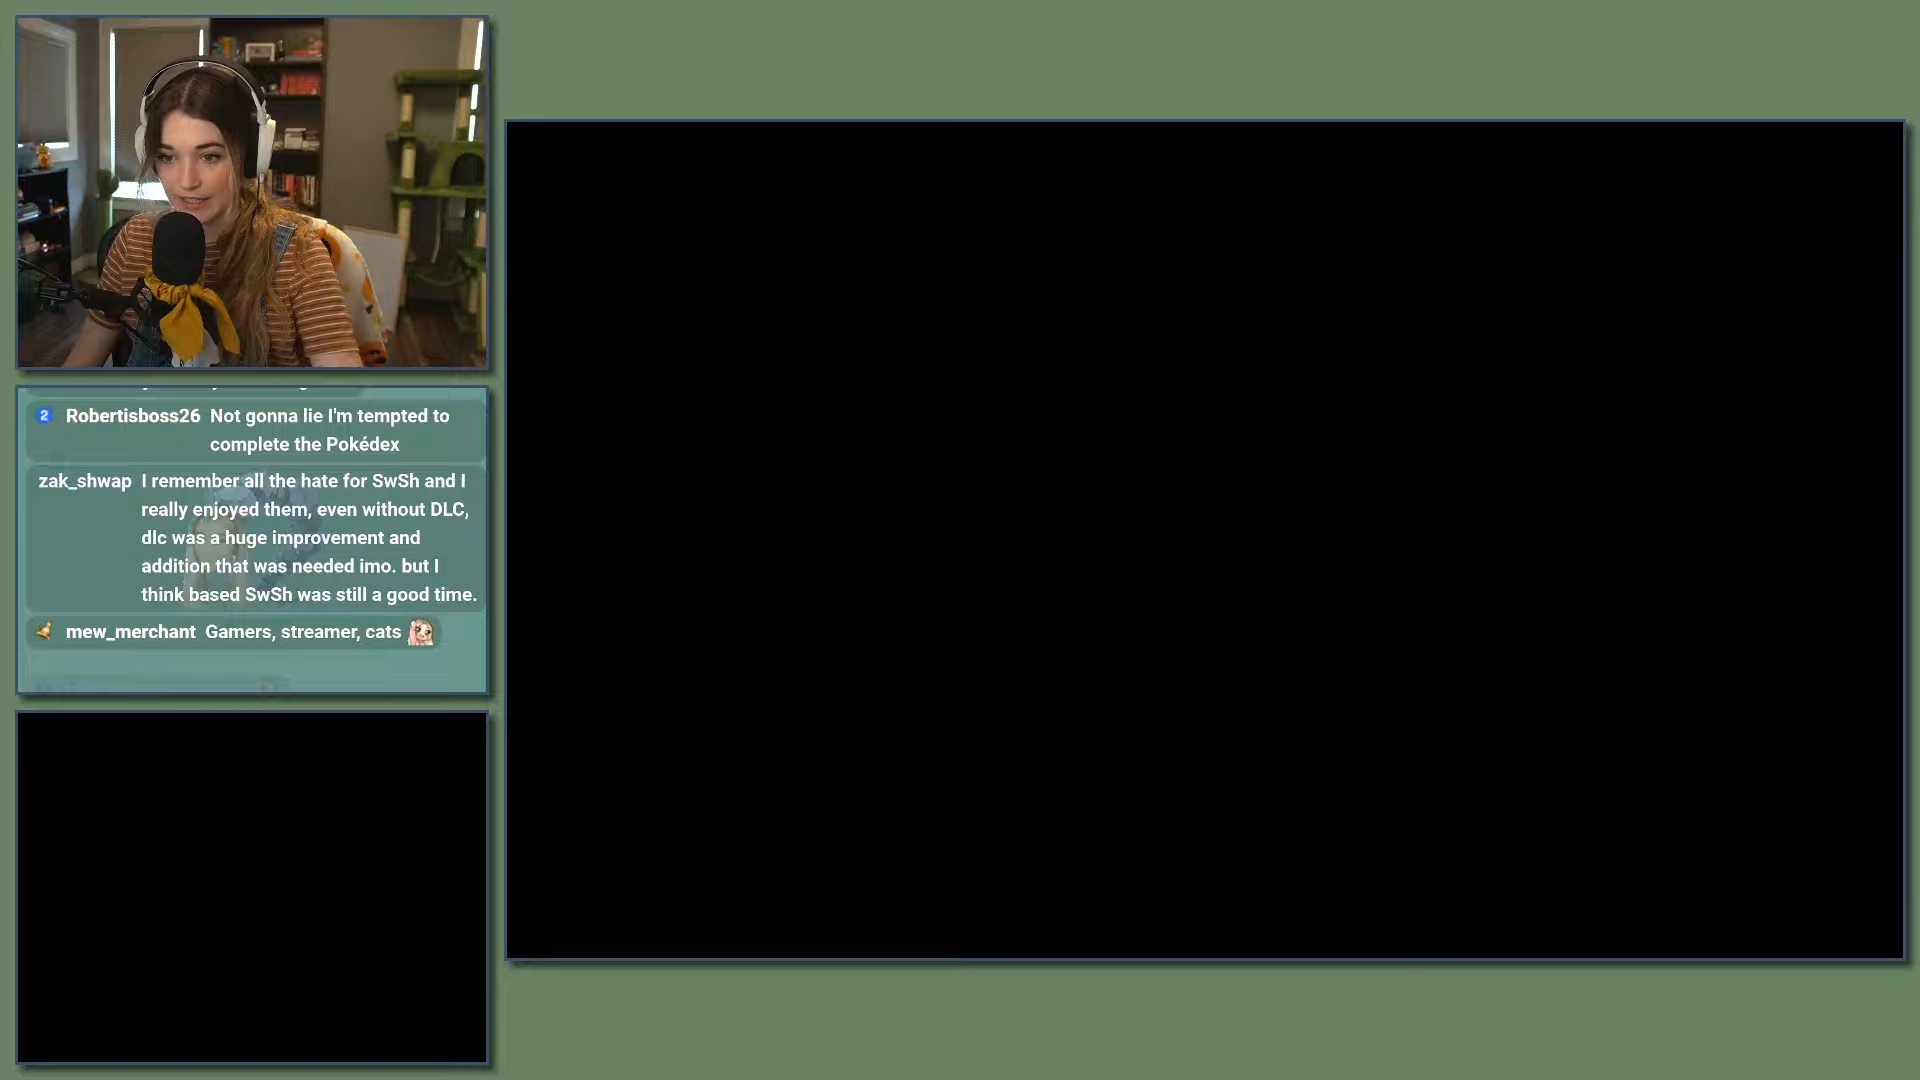 2 Robertisboss26 Not gonna lie I'm tempted to
complete the Pokédex
zak_shwap I remember all the hate for SwSh and I
really enjoyed them, even without DLC,
dlc was a huge improvement and
addition that was needed imo. but I
think based SwSh was still a good time.
mew_merchant Gamers, streamer, cats